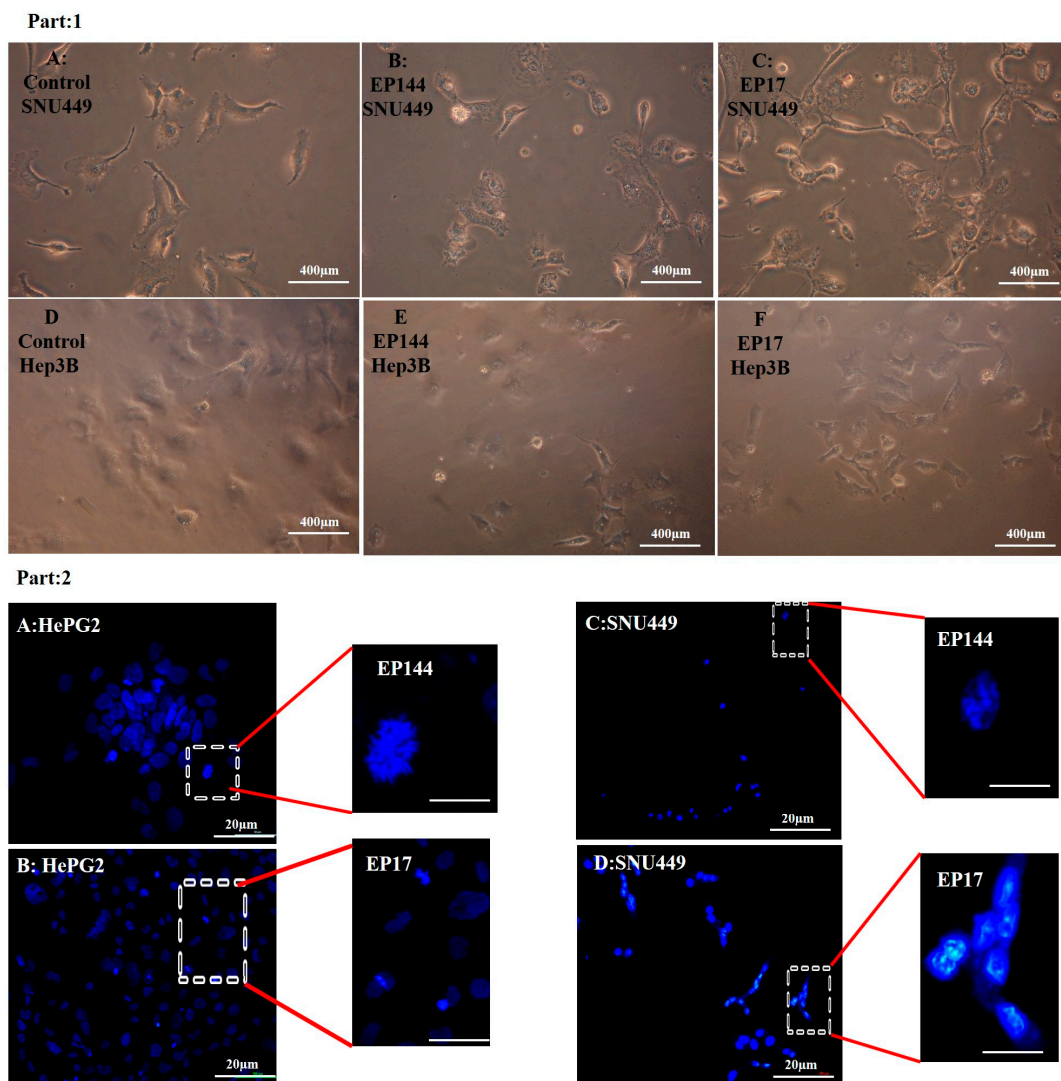 Part:1
A:
Control
SNU449
400µm
B:
EP144
SNU449
400µm
C:
EP17
SNU449
400µm
D
Control
Hep3B
400µm
E
EP144
Hep3B
400µm
F
EP17
Hep3B
400µm
Part:2
A:HePG2
20µm
EP144
C:SNU449
20µm
EP144
B: HePG2
20µm
EP17
D:SNU449
20µm
EP17